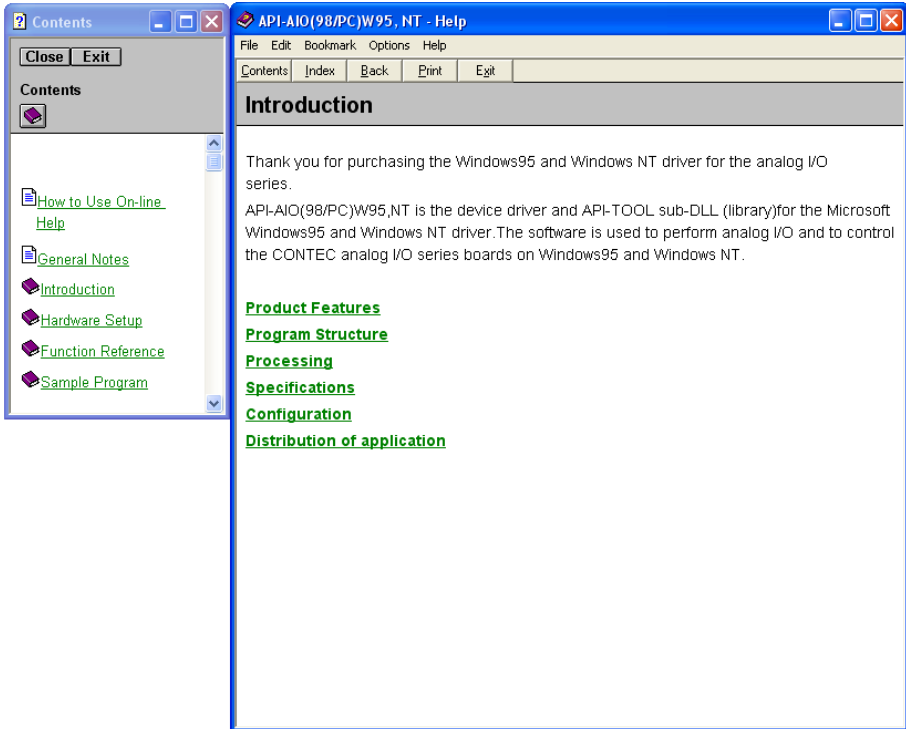 Contents
Close Exit
Contents
How to Use On-line
Help
General Notes
Introduction
Hardware Setup
Function Reference
Sample Program
API-AIO(98/PC)W95, NT - Help
File Edit Bookmark Options Help
Contents Index Back Print Exit
Introduction
Thank you for purchasing the Windows95 and Windows NT driver for the analog I/O
series.
API-AIO(98/PC)W95,NT is the device driver and API-TOOL sub-DLL (library)for the Microsoft
Windows95 and Windows NT driver.The software is used to perform analog I/O and to control
the CONTEC analog I/O series boards on Windows95 and Windows NT.
Product Features
Program Structure
Processing
Specifications
Configuration
Distribution of application